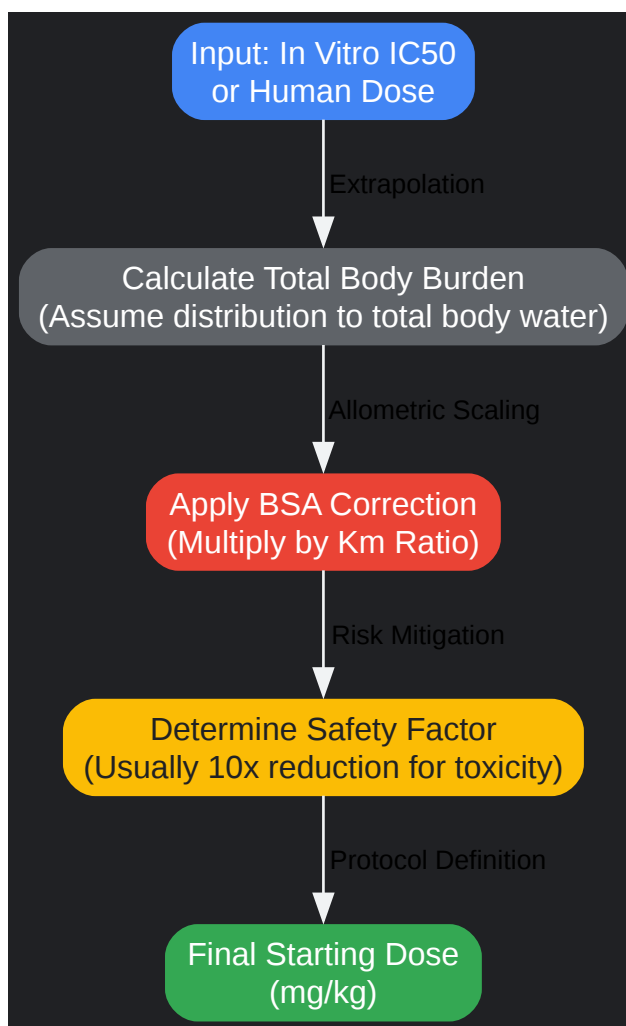 Input: In Vitro IC50
or Human Dose
Extrapolation
Calculate Total Body Burden
(Assume distribution to total body water)
Allometric Scaling
Apply BSA Correction
(Multiply by Km Ratio)
Risk Mitigation
Determine Safety Factor
(Usually 10x reduction for toxicity)
Protocol Definition
Final Starting Dose
(mg/kg)